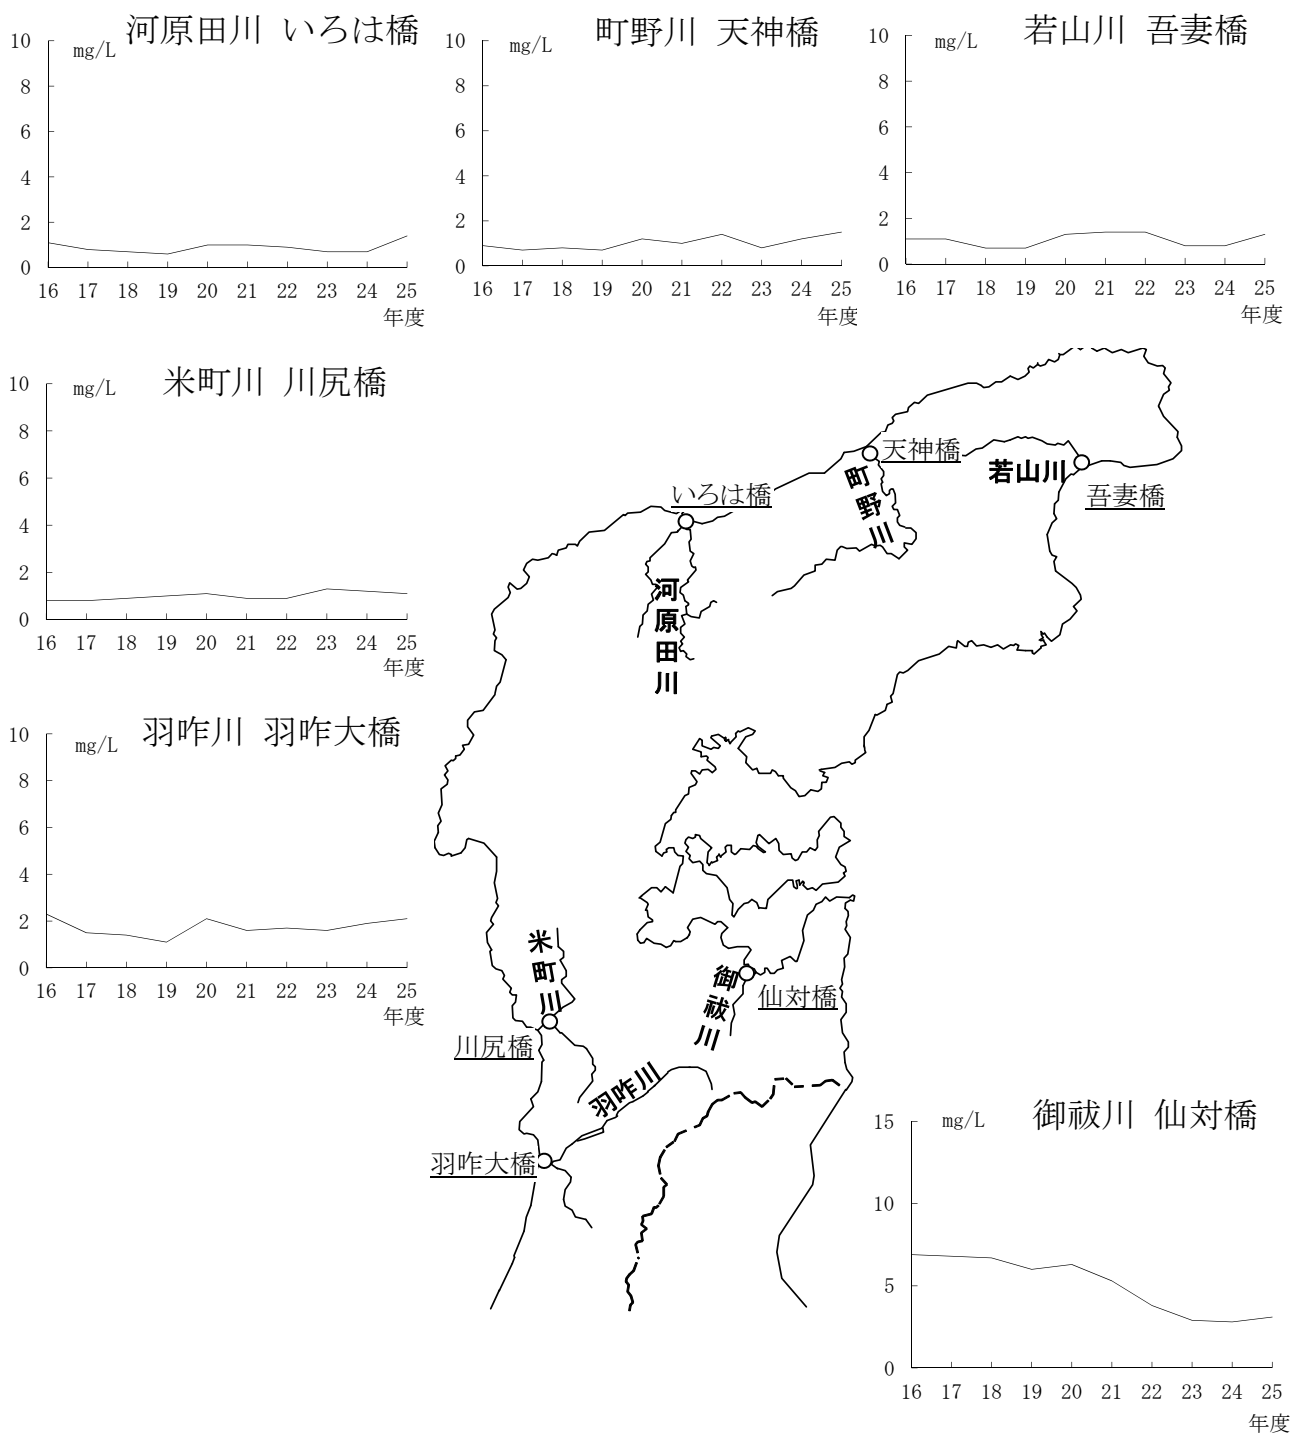 河原田川 いろは橋
mg/L
10
8
6
4
2
0
16 17 18 19 20 21 22 23 24 25
年度
町野川 天神橋
mg/L
10
8
6
4
2
0
16 17 18 19 20 21 22 23 24 25
年度
若山川 吾妻橋
mg/L
10
8
6
4
2
0
16 17 18 19 20 21 22 23 24 25
年度
米町川 川尻橋
mg/L
10
8
6
4
2
0
16 17 18 19 20 21 22 23 24 25
年度
羽咋川 羽咋大橋
mg/L
10
8
6
4
2
0
16 17 18 19 20 21 22 23 24 25
年度
天神橋
町野川
若山川
吾妻橋
いろは橋
河原田川
米町川
川尻橋
御祓川
仙対橋
羽咋川
羽咋大橋
御祓川 仙対橋
mg/L
15
10
5
0
16 17 18 19 20 21 22 23 24 25
年度